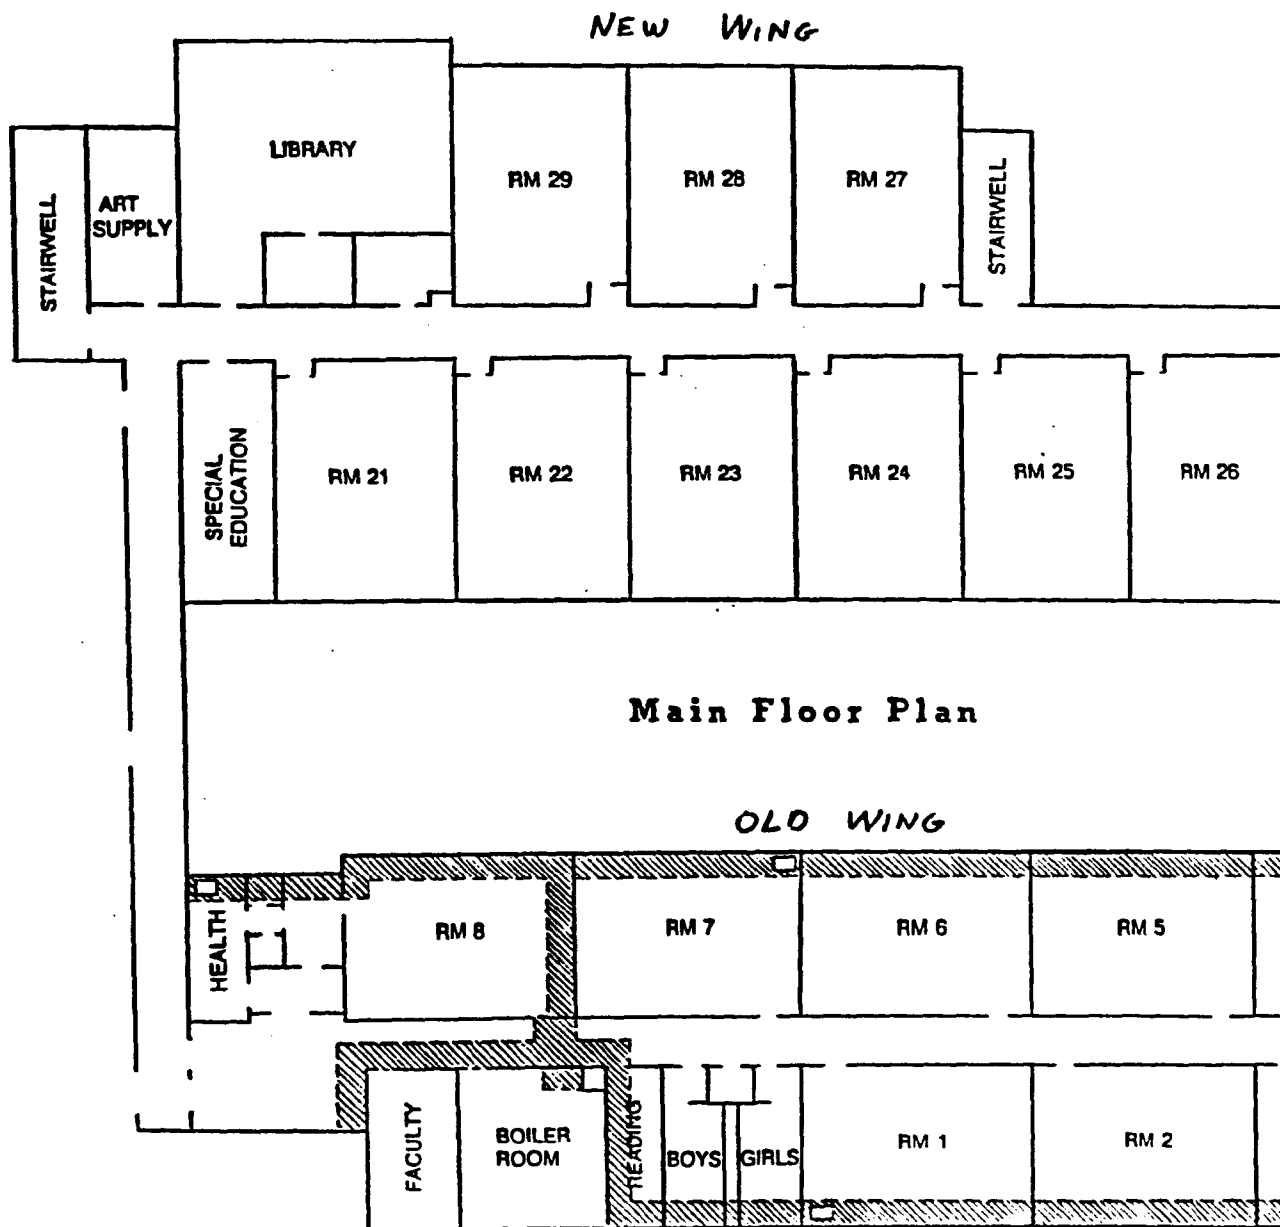 NEW WING
LIBRARY
RM 29
RM 28
RM 27
STAIRWELL
ART
SUPPLY
STAIRWELL
SPECIAL
EDUCATION
RM 21
RM 22
RM 23
RM 24
RM 25
RM 26
Main Floor Plan
OLD WING
HEALTH
RM 8
RM 7
RM 6
RM 5
FACULTY
BOILER
ROOM
READING
BOYS
GIRLS
RM 1
RM 2